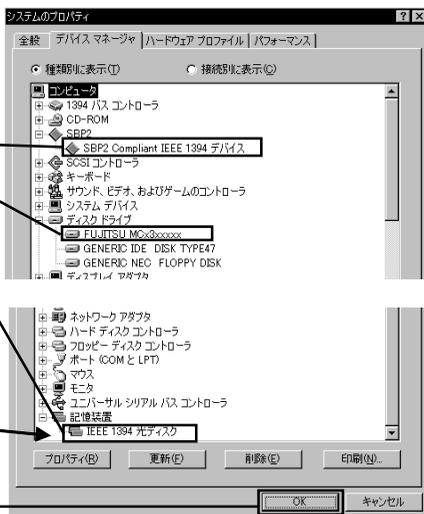 システムのプロパティ
全般 デバイス マネージャ ハードウェア プロファイル パフォーマンス
種類別に表示(T) 接続別に表示(C)
コンピュータ
1394 バス コントローラ
CD-ROM
SBP2
SBP2 Compliant IEEE 1394 デバイス
SCSI コントローラ
キーボード
サウンド、ビデオ、およびゲームのコントローラ
システム デバイス
ディスク ドライブ
FUJITSU MCx3xxxxx
GENERIC IDE DISK TYPE47
GENERIC NEC FLOPPY DISK
ディスプレイ アダプタ
ネットワーク アダプタ
ハード ディスク コントローラ
フロッピー ディスク コントローラ
ポート (COM と LPT)
マウス
モニタ
ユニバーサル シリアル バス コントローラ
記憶装置
IEEE 1394 光ディスク
プロパティ(R) 更新(F) 削除(E) 印刷(N)...
OK キャンセル